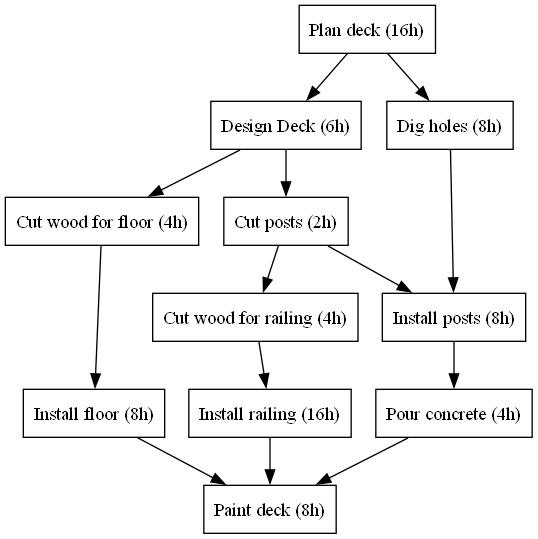 Plan deck (16h)
Design Deck (6h)
Dig holes (8h)
Cut wood for floor (4h)
Cut posts (2h)
Cut wood for railing (4h)
Install posts (8h)
Install floor (8h)
Install railing (16h)
Pour concrete (4h)
Paint deck (8h)